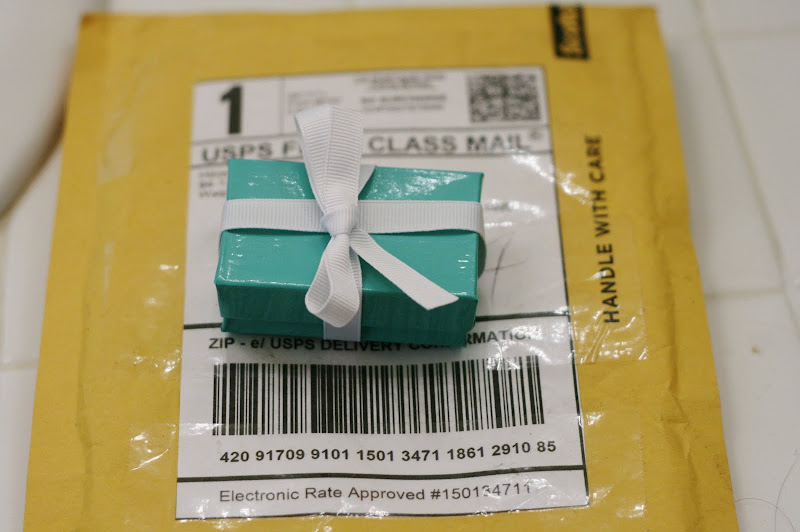 1
USPS CLASS MAIL
ZIP - e/ USPS DELIVERY CONFIRMATION
420 91709 9101 1501 3471 1861 2910 85
Electronic Rate Approved #150134711
HANDLE WITH CARE